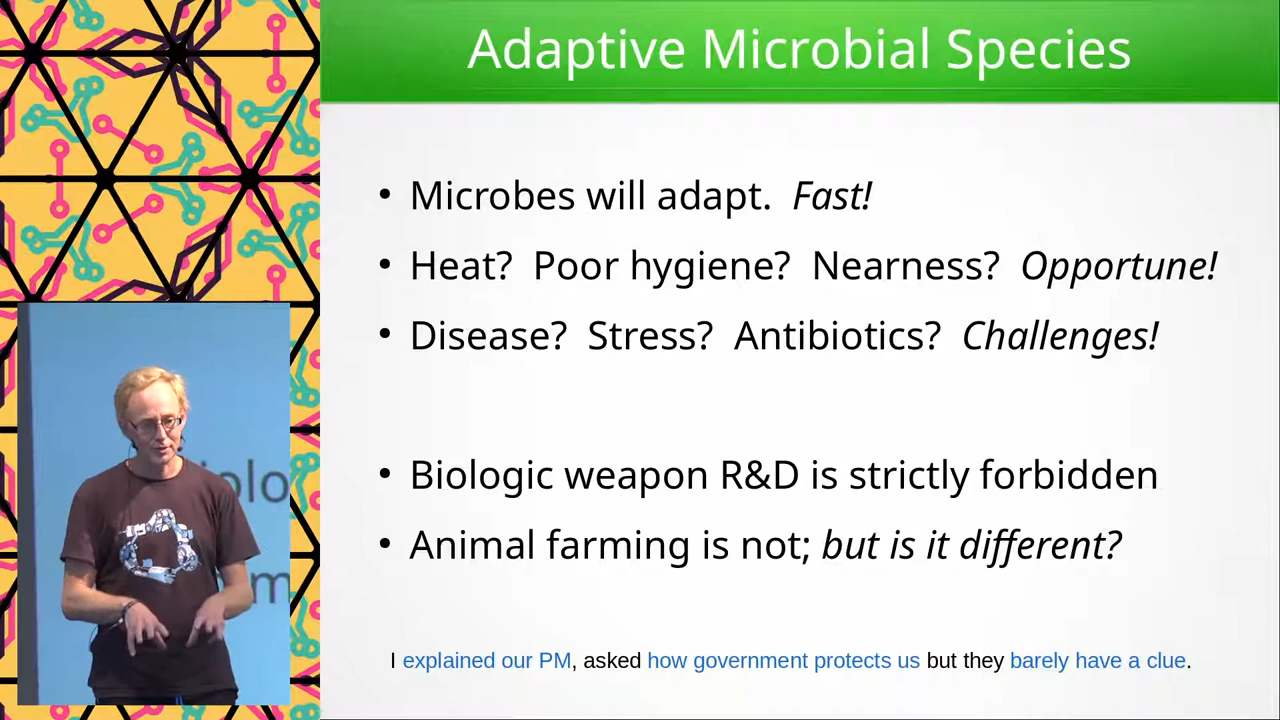 Adaptive Microbial Species
• Microbes will adapt. Fast!
• Heat? Poor hygiene? Nearness? Opportune!
• Disease? Stress? Antibiotics? Challenges!
• Biologic weapon R&D is strictly forbidden
• Animal farming is not; but is it different?
I explained our PM, asked how government protects us but they barely have a clue.